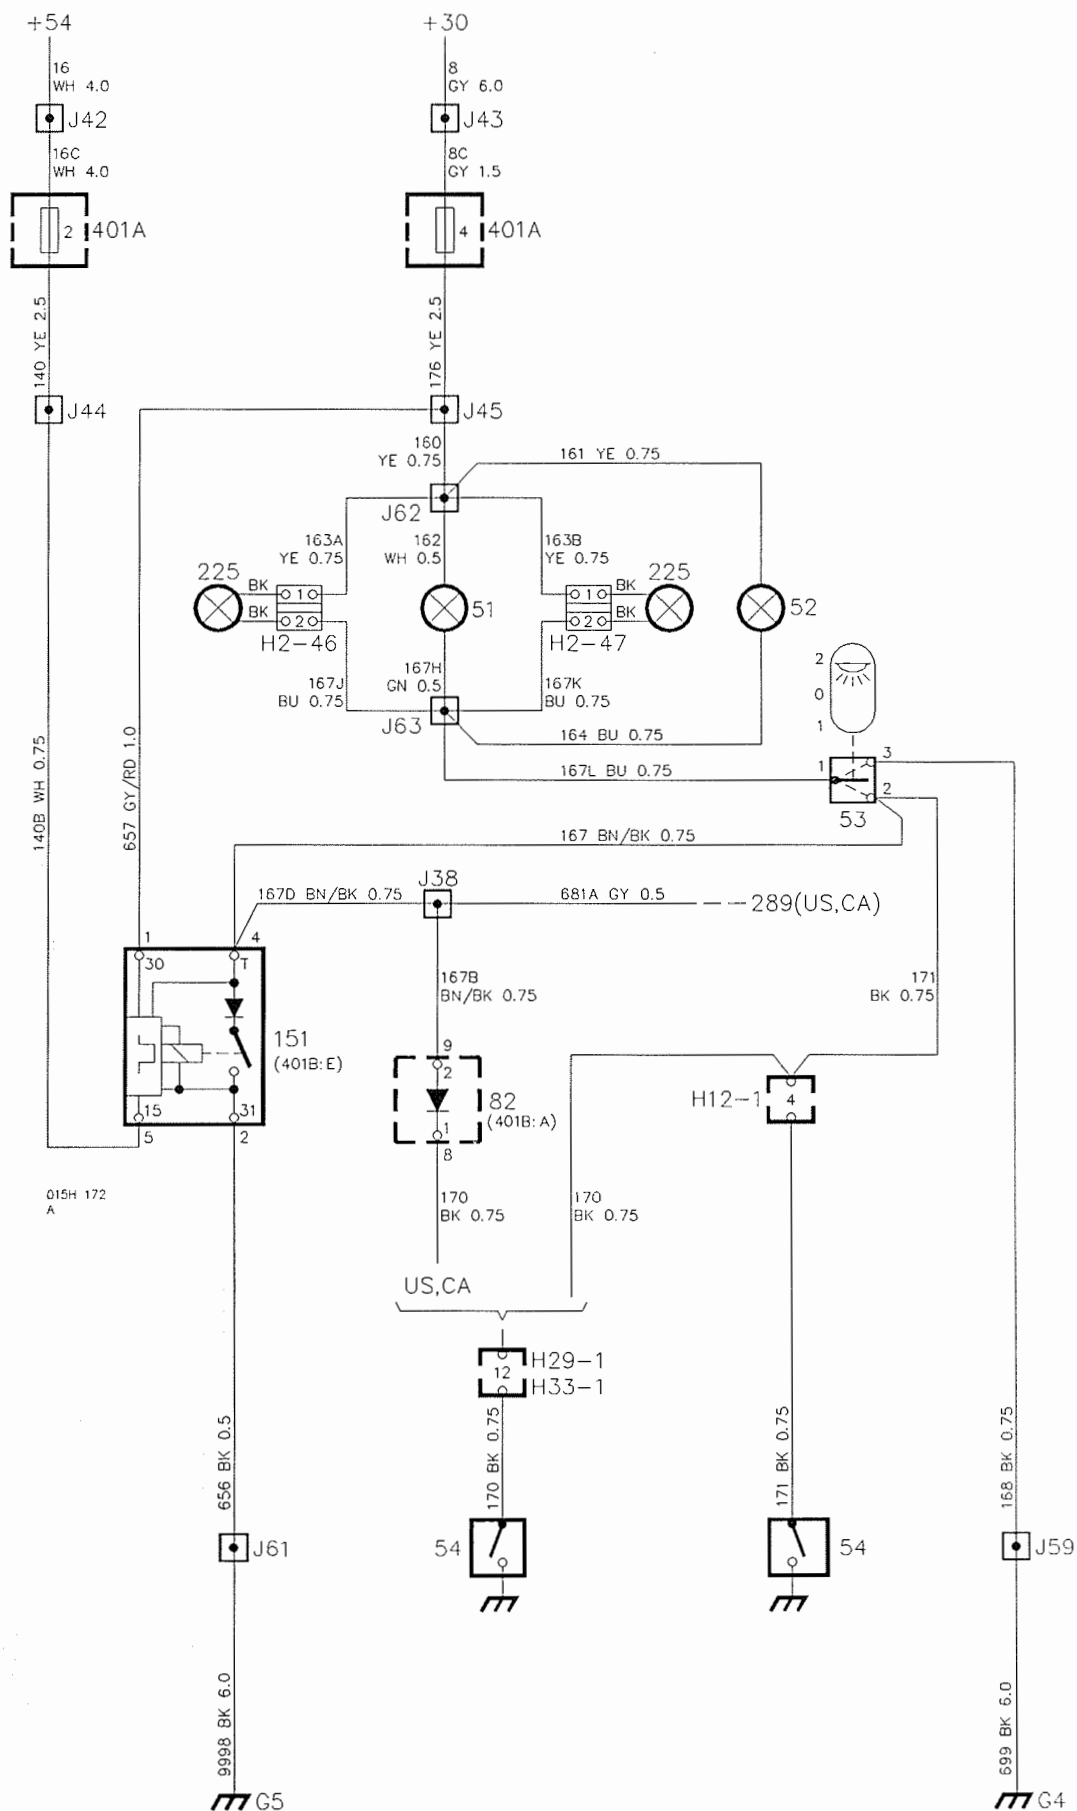 +54
+30
16
WH 4.0
8
GY 6.0
J42
J43
16C
WH 4.0
8C
GY 1.5
2
401A
4
401A
140 YE 2.5
176 YE 2.5
J44
J45
160
YE 0.75
161 YE 0.75
J62
163A
YE 0.75
162
WH 0.5
163B
YE 0.75
225
BK
1
BK
2
H2-46
51
1
BK
2
BK
H2-47
225
52
167J
BU 0.75
167H
GN 0.5
167K
BU 0.75
J63
164 BU 0.75
167L BU 0.75
2
0
1
1
3
2
53
140B WH 0.75
657 GY/RD 1.0
167 BN/BK 0.75
167D BN/BK 0.75
J38
681A GY 0.5
289(US,CA)
1
4
30
T
167B
BN/BK 0.75
171
BK 0.75
151
(401B:E)
9
2
82
(401B:A)
1
8
H12-1
4
15
31
5
2
015H 172
A
170
BK 0.75
170
BK 0.75
US,CA
12
H29-1
H33-1
656 BK 0.5
170 BK 0.75
171 BK 0.75
168 BK 0.75
J61
54
54
J59
9998 BK 6.0
699 BK 6.0
G5
G4